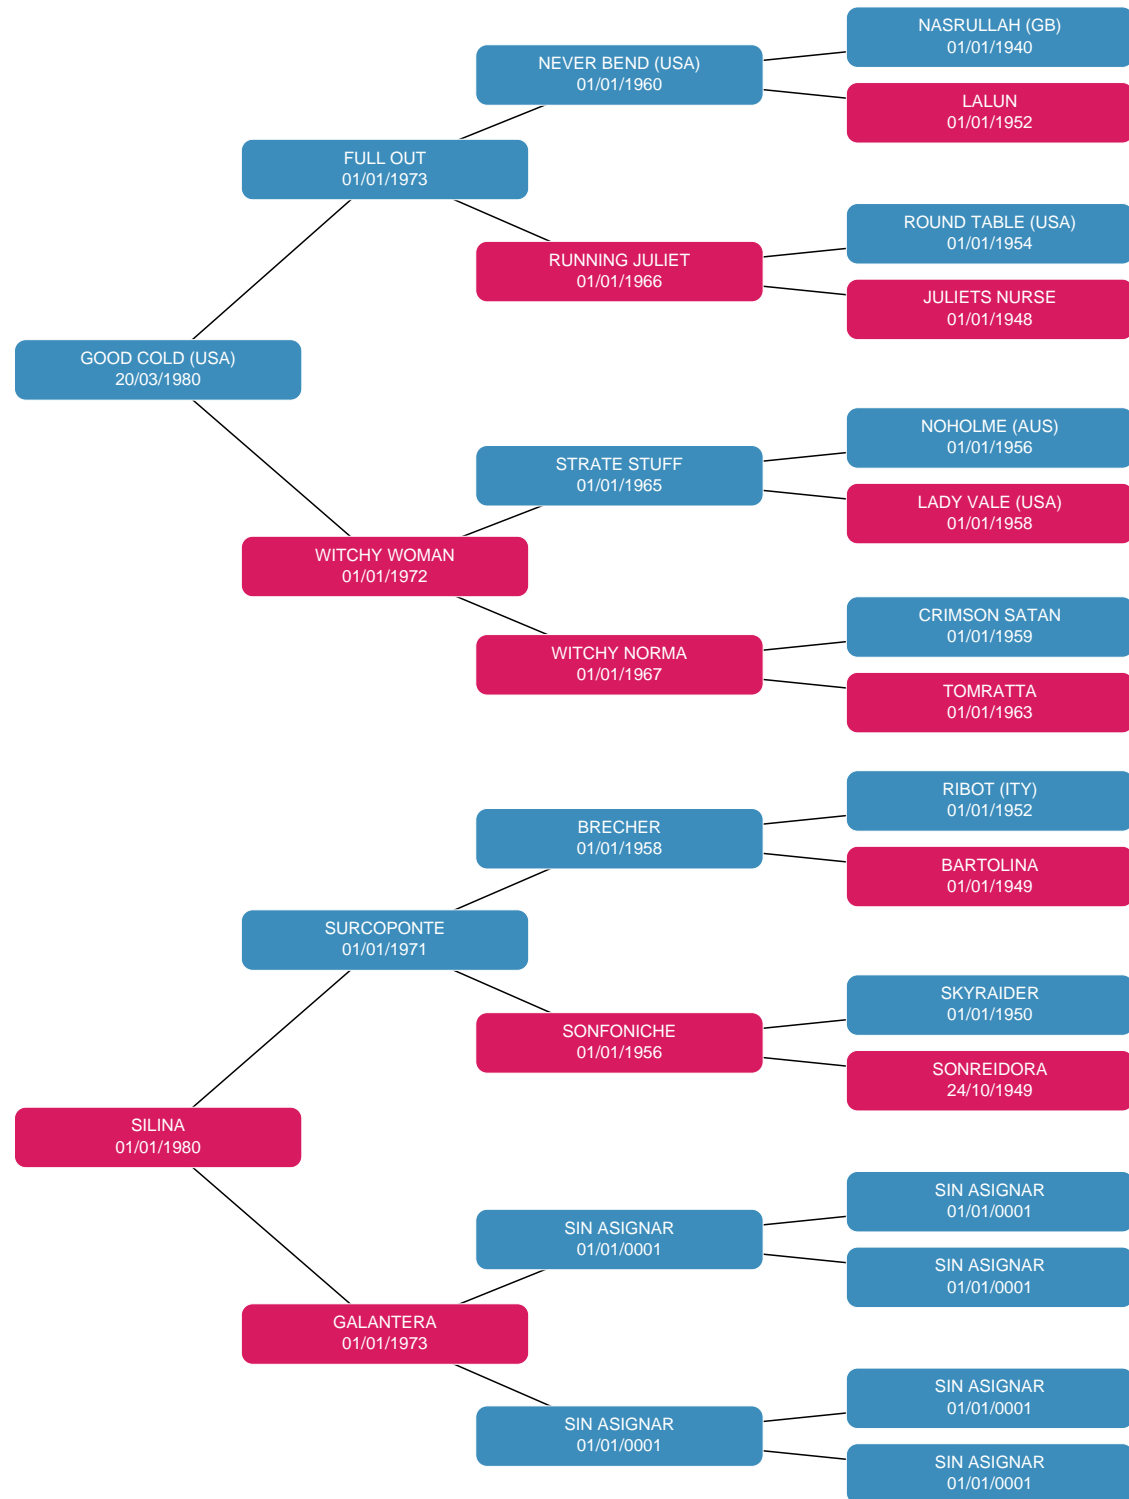 NASRULLAH (GB)
01/01/1940
NEVER BEND (USA)
01/01/1960
LALUN
01/01/1952
FULL OUT
01/01/1973
ROUND TABLE (USA)
01/01/1954
RUNNING JULIET
01/01/1966
JULIETS NURSE
01/01/1948
GOOD COLD (USA)
20/03/1980
NOHOLME (AUS)
01/01/1956
STRATE STUFF
01/01/1965
LADY VALE (USA)
01/01/1958
WITCHY WOMAN
01/01/1972
CRIMSON SATAN
01/01/1959
WITCHY NORMA
01/01/1967
TOMRATTA
01/01/1963
RIBOT (ITY)
01/01/1952
BRECHER
01/01/1958
BARTOLINA
01/01/1949
SURCOPONTE
01/01/1971
SKYRAIDER
01/01/1950
SONFONICHE
01/01/1956
SONREIDORA
24/10/1949
SILINA
01/01/1980
SIN ASIGNAR
01/01/0001
SIN ASIGNAR
01/01/0001
SIN ASIGNAR
01/01/0001
GALANTERA
01/01/1973
SIN ASIGNAR
01/01/0001
SIN ASIGNAR
01/01/0001
SIN ASIGNAR
01/01/0001